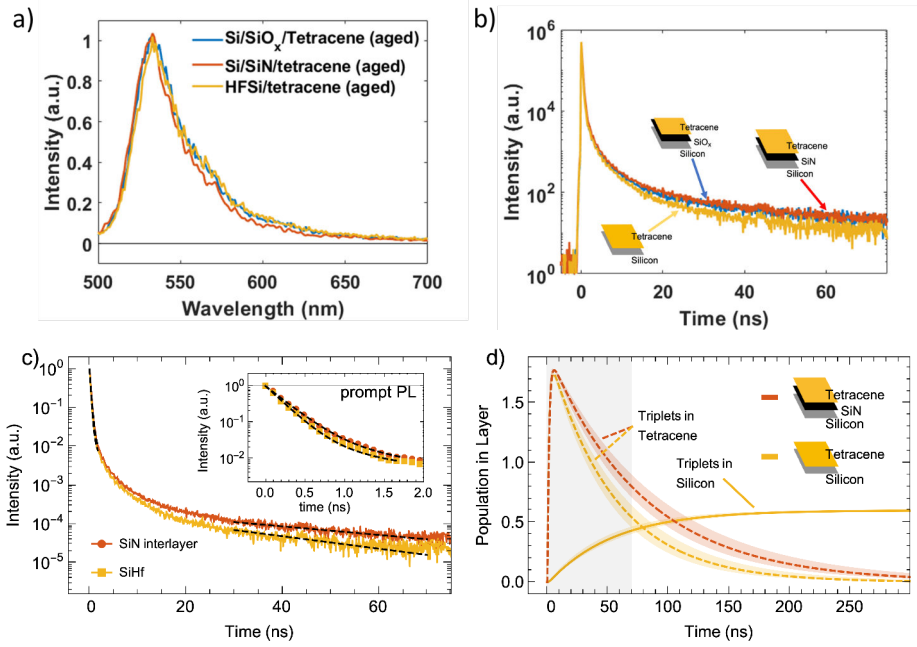 a)
Si/SiOx/Tetracene (aged)
Si/SiN/tetracene (aged)
HFSi/tetracene (aged)
Intensity (a.u.)
1
0.8
0.6
0.4
0.2
0
500
550
600
650
700
Wavelength (nm)
b)
Intensity (a.u.)
10^6
10^4
10^2
10^0
Tetracene
SiOx
Silicon
Tetracene
SiN
Silicon
Tetracene
Silicon
0
20
40
60
Time (ns)
c)
Intensity (a.u.)
10^0
10^-1
10^-2
10^-3
10^-4
10^-5
prompt PL
Intensity (a.u.)
10^0
10^-1
10^-2
0.0
0.5
1.0
1.5
2.0
time (ns)
SiN interlayer
SiHf
0
20
40
60
Time (ns)
d)
Population in Layer
1.5
1.0
0.5
0.0
Triplets in
Tetracene
Triplets in
Silicon
Tetracene
SiN
Silicon
Tetracene
Silicon
0
50
100
150
200
250
Time (ns)